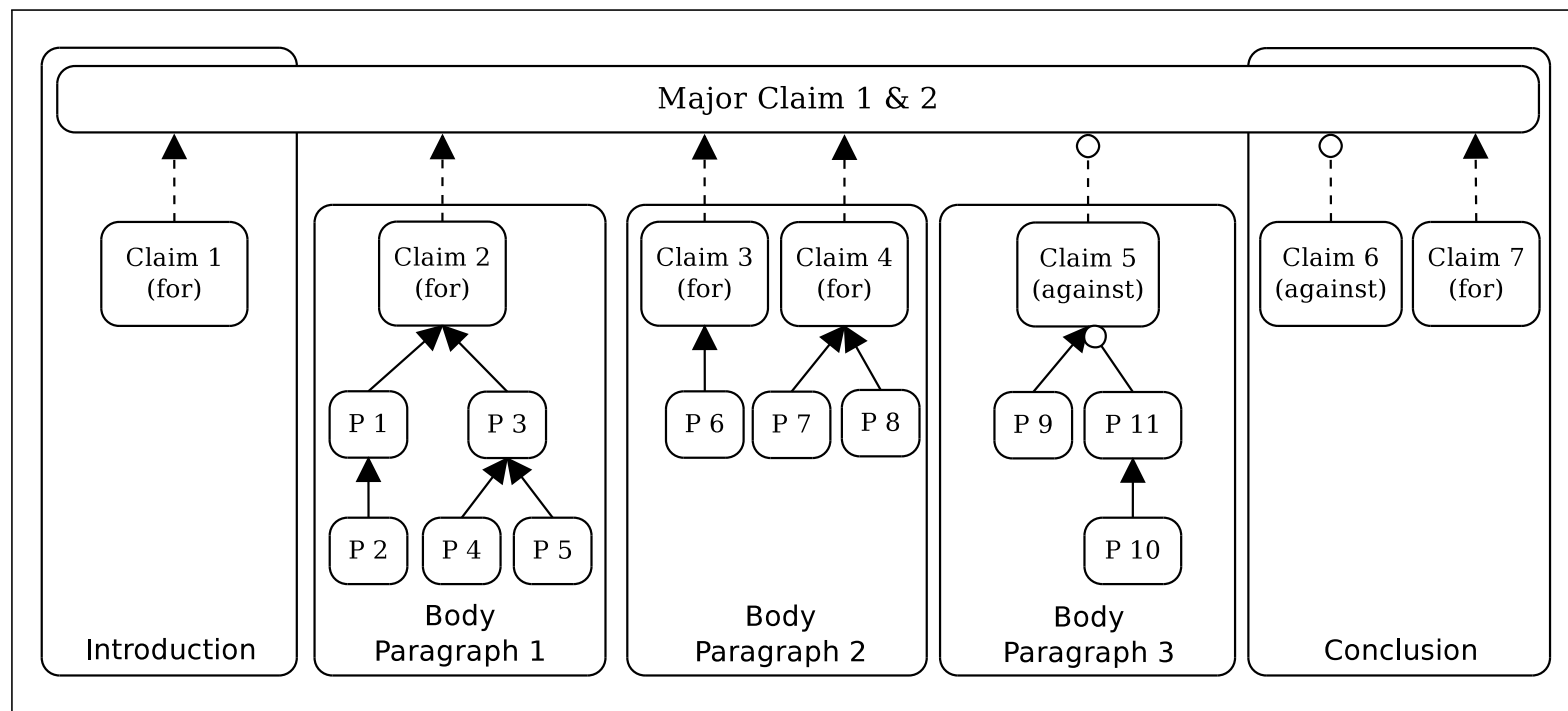 Major Claim 1 & 2
Claim 1
(for)
Claim 2
(for)
Claim 3
(for)
Claim 4
(for)
Claim 5
(against)
Claim 6
(against)
Claim 7
(for)
P 1
P 3
P 6
P 7
P 8
P 9
P 11
P 2
P 4
P 5
P 10
Introduction
Body
Paragraph 1
Body
Paragraph 2
Body
Paragraph 3
Conclusion